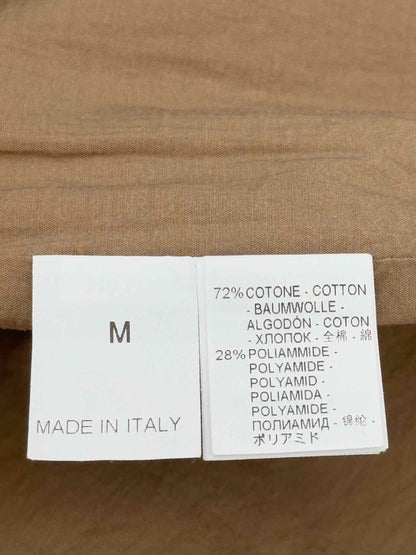 M
MADE IN ITALY
72% COTONE - COTTON
- BAUMWOLLE -
ALGODÓN - COTON
- ХЛОПОК - 全棉 - 綿
28% POLIAMMIDE -
POLYAMIDE -
POLYAMID -
POLIAMIDA -
POLYAMIDE -
ПОЛИАМИД - 锦纶 -
ポリアミド